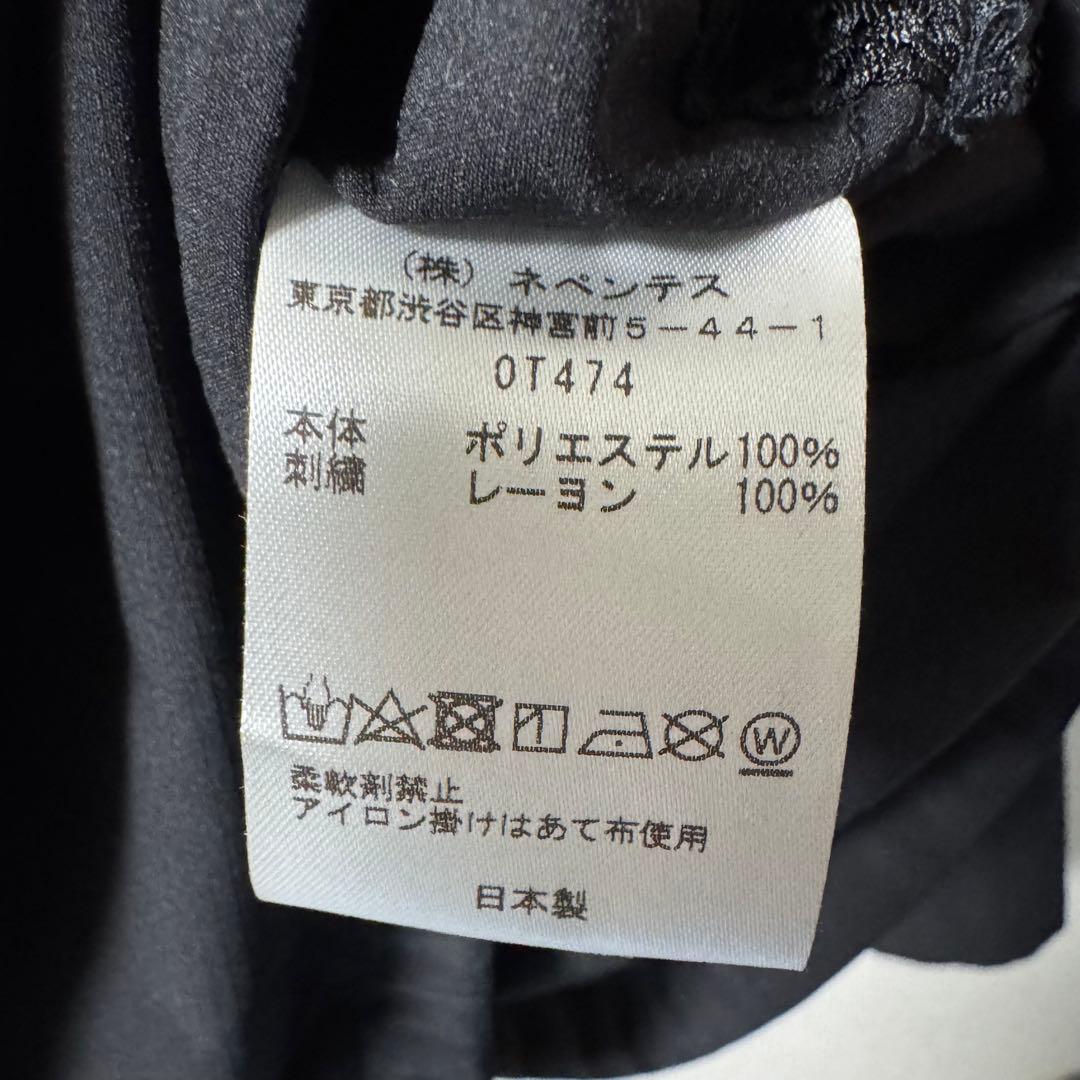 (株) ネペンテス
東京都渋谷区神宮前5-44-1
OT474
本体 ポリエステル100%
刺繍 レーヨン 100%
W
柔軟剤禁止
アイロン掛けはあて布使用
日本製